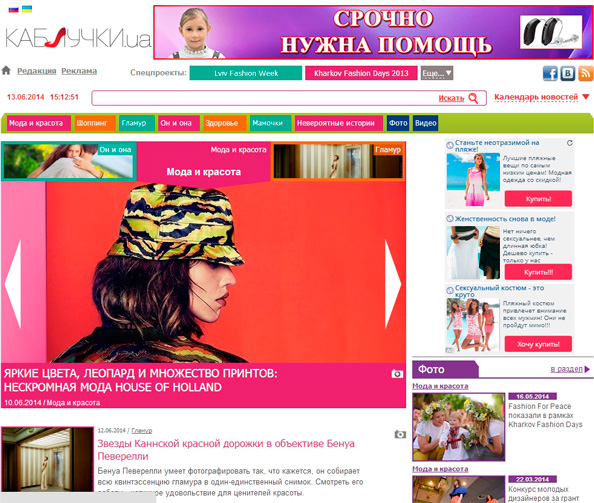 КАБЛУЧКИ.ua
СРОЧНО
НУЖНА ПОМОЩЬ
Редакция Реклама
Спецпроекты: Lviv Fashion Week Kharkov Fashion Days 2013 Еще...
13.06.2014 15:12:51 Искать Календарь новостей
Мода и красота Шоппинг Гламур Он и она Здоровье Мамочки Невероятные истории Фото Видео
Он и она
Мода и красота
Гламур
Мода и красота
ЯРКИЕ ЦВЕТА, ЛЕОПАРД И МНОЖЕСТВО ПРИНТОВ:
НЕСКРОМНАЯ МОДА HOUSE OF HOLLAND
10.06.2014 / Мода и красота
12.06.2014 / Гламур
Звезды Каннской красной дорожки в объективе Бенуа
Певерелли
Бенуа Певерелли умеет фотографировать так, что кажется, он собирает
всю квинтэссенцию гламура в один-единственный снимок. Смотреть его
удовольствие для ценителей красоты.
Станьте неотразимой на
пляже!
Лучшие пляжные
вещи по самым
низким ценам! Модная
одежда со скидкой!
Купить!
Женственность снова в моде!
Нет ничего
сексуальнее, чем
длинная юбка!
Дешево купить -
только у нас
Купить!!!
Сексуальный костюм - это
круто
Пляжный костюм
привлечет внимание
всех мужчин! Они не
пройдут мимо!!!
Хочу купить!
Фото в раздел
Мода и красота
16.05.2014
Fashion For Peace
показали в рамках
Kharkov Fashion Days
Мода и красота
22.03.2014
Конкурс молодых
дизайнеров за грант